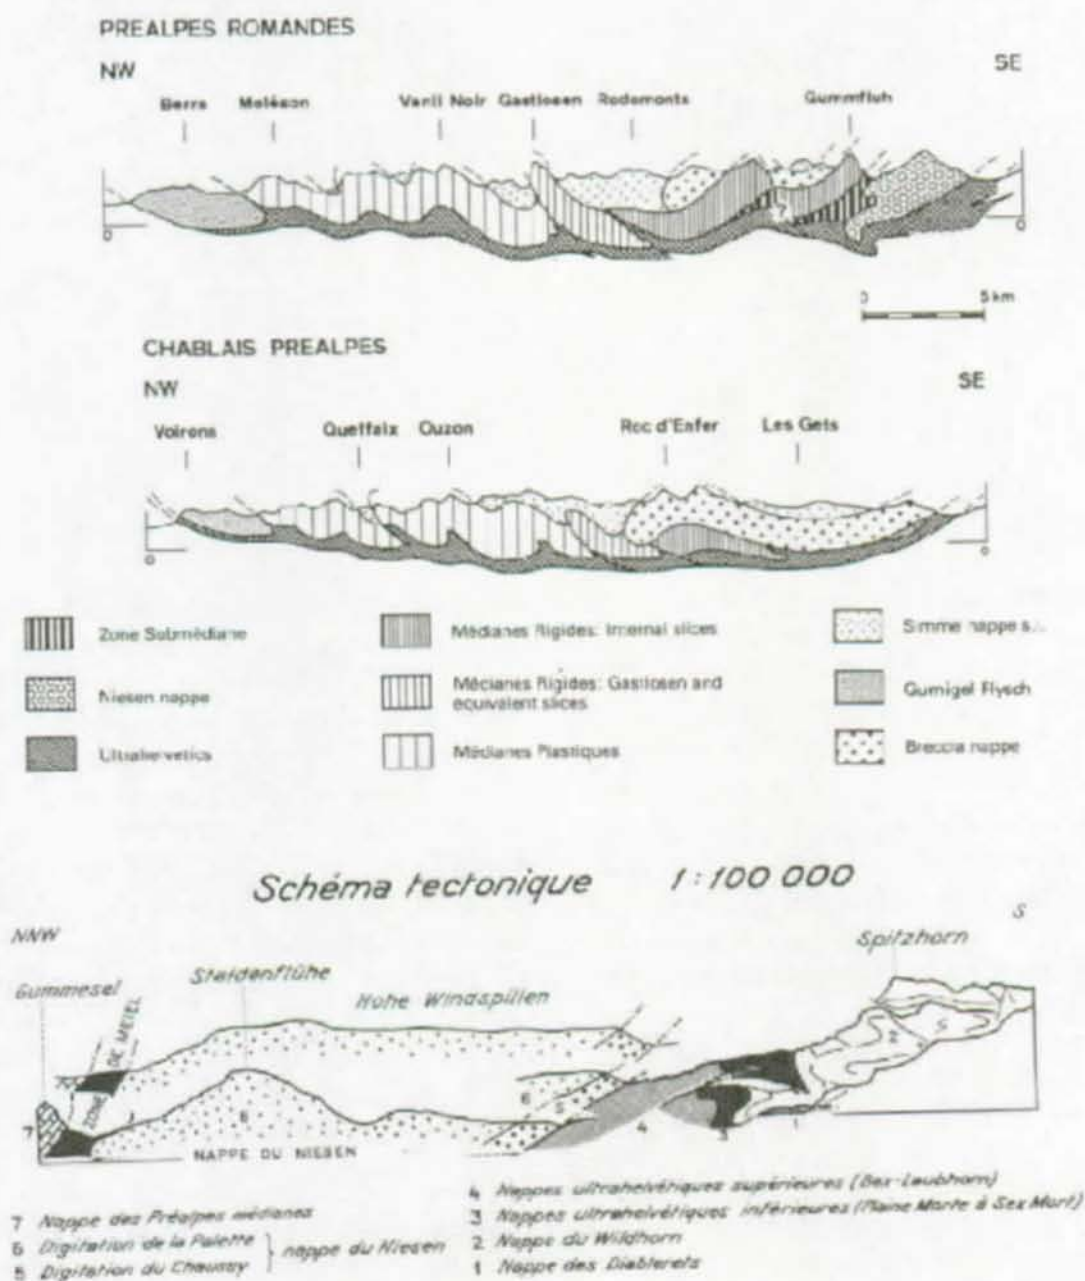 PREALPES ROMANDES
NW SE
Berra Moléson Vanil Noir Gastlosen Rodomonts Gummfluh
?
0 0
0 5 km
CHABLAIS PREALPES
NW SE
Voirons Queffaix Ouzon Roc d'Enfer Les Gets
0 0
Zone Submédiane
Médianes Rigides: Internal slices
Simme nappe s.
Niesen nappe
Médianes Rigides: Gastlosen and
equivalent slices
Gurnigel Flysch
Ultrahelvetics
Médianes Plastiques
Breccia nappe
Schéma tectonique 1:100 000
NNW S
Spitzhorn
Gummesel
Hohe Windspillen
ZONE DE METEL
7 6 6 5 4 3 2 1
NAPPE DU NIESEN
7 Nappe des Préalpes médianes
6 Digitation de la Palette
5 Digitation du Chaussy
nappe du Niesen
4 Nappes ultrahelvétiques supérieures (Bex-Laubhorn)
3 Nappes ultrahelvétiques inférieures (Plaine Morte à Sex Mort)
2 Nappe du Wildhorn
1 Nappe des Diablerets